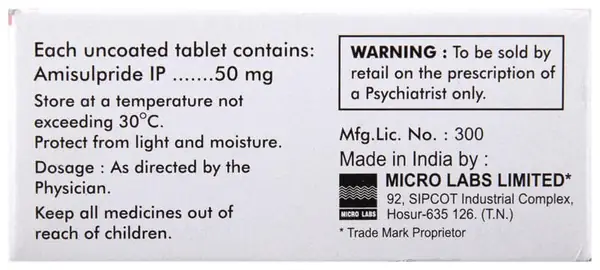 Each uncoated tablet contains:
Amisulpride IP .......50 mg
Store at a temperature not
exceeding 30°C.
Protect from light and moisture.
Dosage : As directed by the
Physician.
Keep all medicines out of
reach of children.
WARNING : To be sold by
retail on the prescription of
a Psychiatrist only.
Mfg.Lic. No. : 300
Made in India by :
MICRO LABS
MICRO LABS LIMITED*
92, SIPCOT Industrial Complex,
Hosur-635 126. (T.N.)
* Trade Mark Proprietor